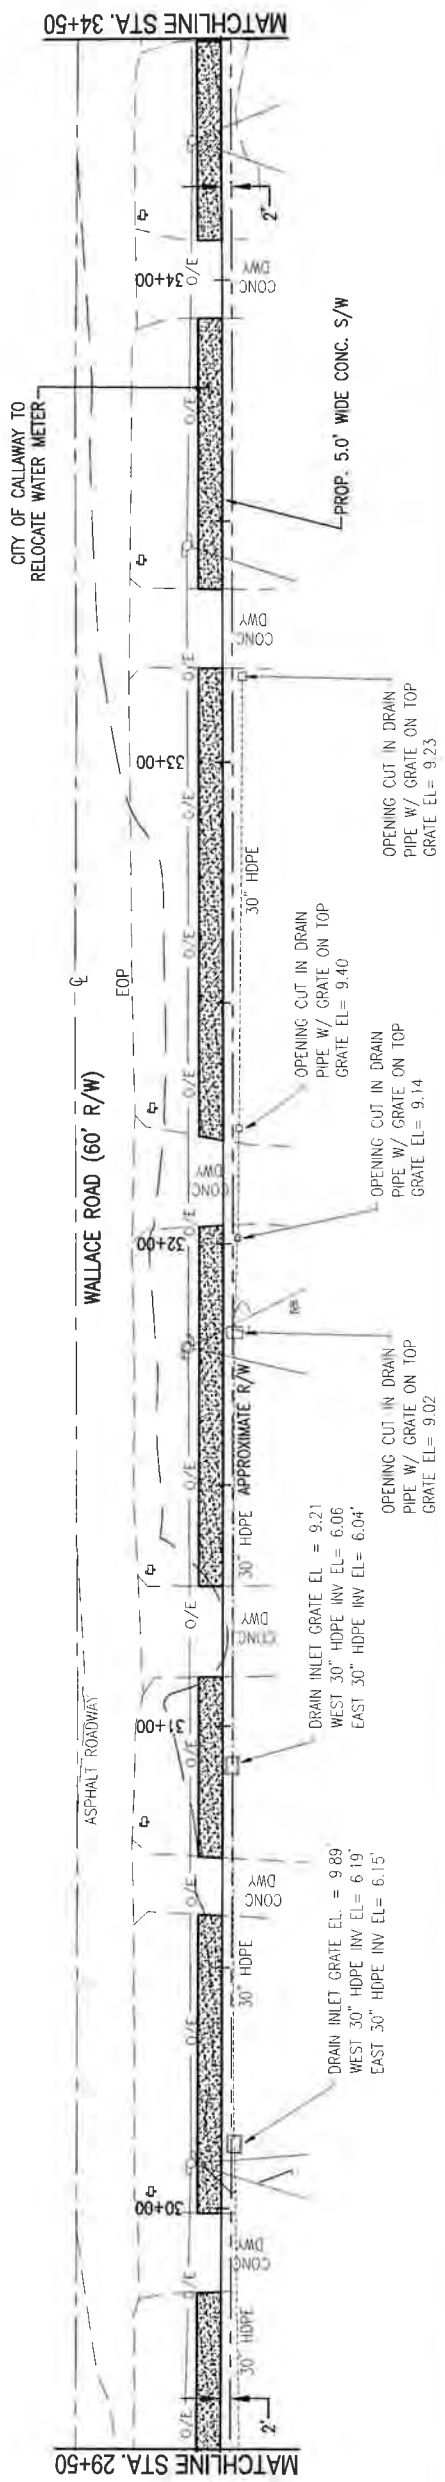 MATCHLINE STA. 34+50
CITY OF CALLAWAY TO
RELOCATE WATER METER
O/E
34+00
CONC
DWY
2'
O/E
PROP. 5.0' WIDE CONC. S/W
CONC
DWY
O/E
33+00
O/E
30" HDPE
OPENING CUT IN DRAIN
PIPE W/ GRATE ON TOP
GRATE EL= 9.23
℄
EOP
O/E
O/E
OPENING CUT IN DRAIN
PIPE W/ GRATE ON TOP
GRATE EL= 9.40
WALLACE ROAD (60' R/W)
CONC
DWY
O/E
32+00
OPENING CUT IN DRAIN
PIPE W/ GRATE ON TOP
GRATE EL= 9.14
OPENING CUT IN DRAIN
PIPE W/ GRATE ON TOP
GRATE EL= 9.02
APPROXIMATE R/W
O/E
30" HDPE
O/E
CONC
DWY
DRAIN INLET GRATE EL = 9.21
WEST 30" HDPE INV EL= 6.06
EAST 30" HDPE INV EL= 6.04'
ASPHALT ROADWAY
31+00
O/E
O/E
CONC
DWY
30" HDPE
O/E
DRAIN INLET GRATE EL. = 9.89'
WEST 30" HDPE INV EL= 6.19'
EAST 30" HDPE INV EL= 6.15'
30+00
CONC
DWY
O/E
30" HDPE
O/E
2'
MATCHLINE STA. 29+50